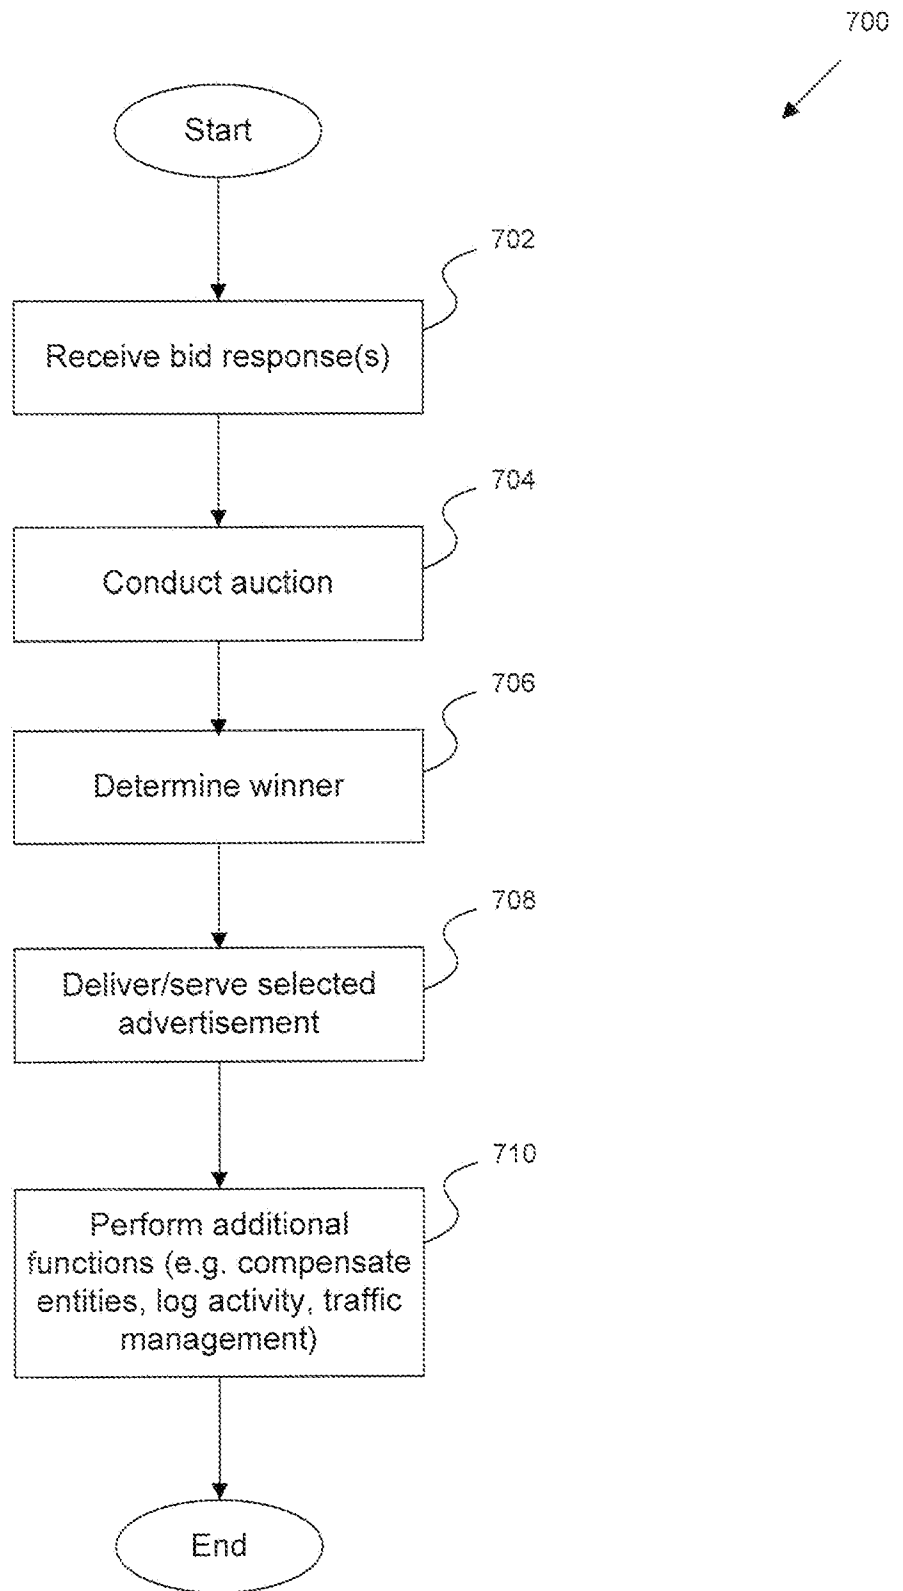 700
Start
702
Receive bid response(s)
704
Conduct auction
706
Determine winner
708
Deliver/serve selected
advertisement
710
Perform additional
functions (e.g. compensate
entities, log activity, traffic
management)
End